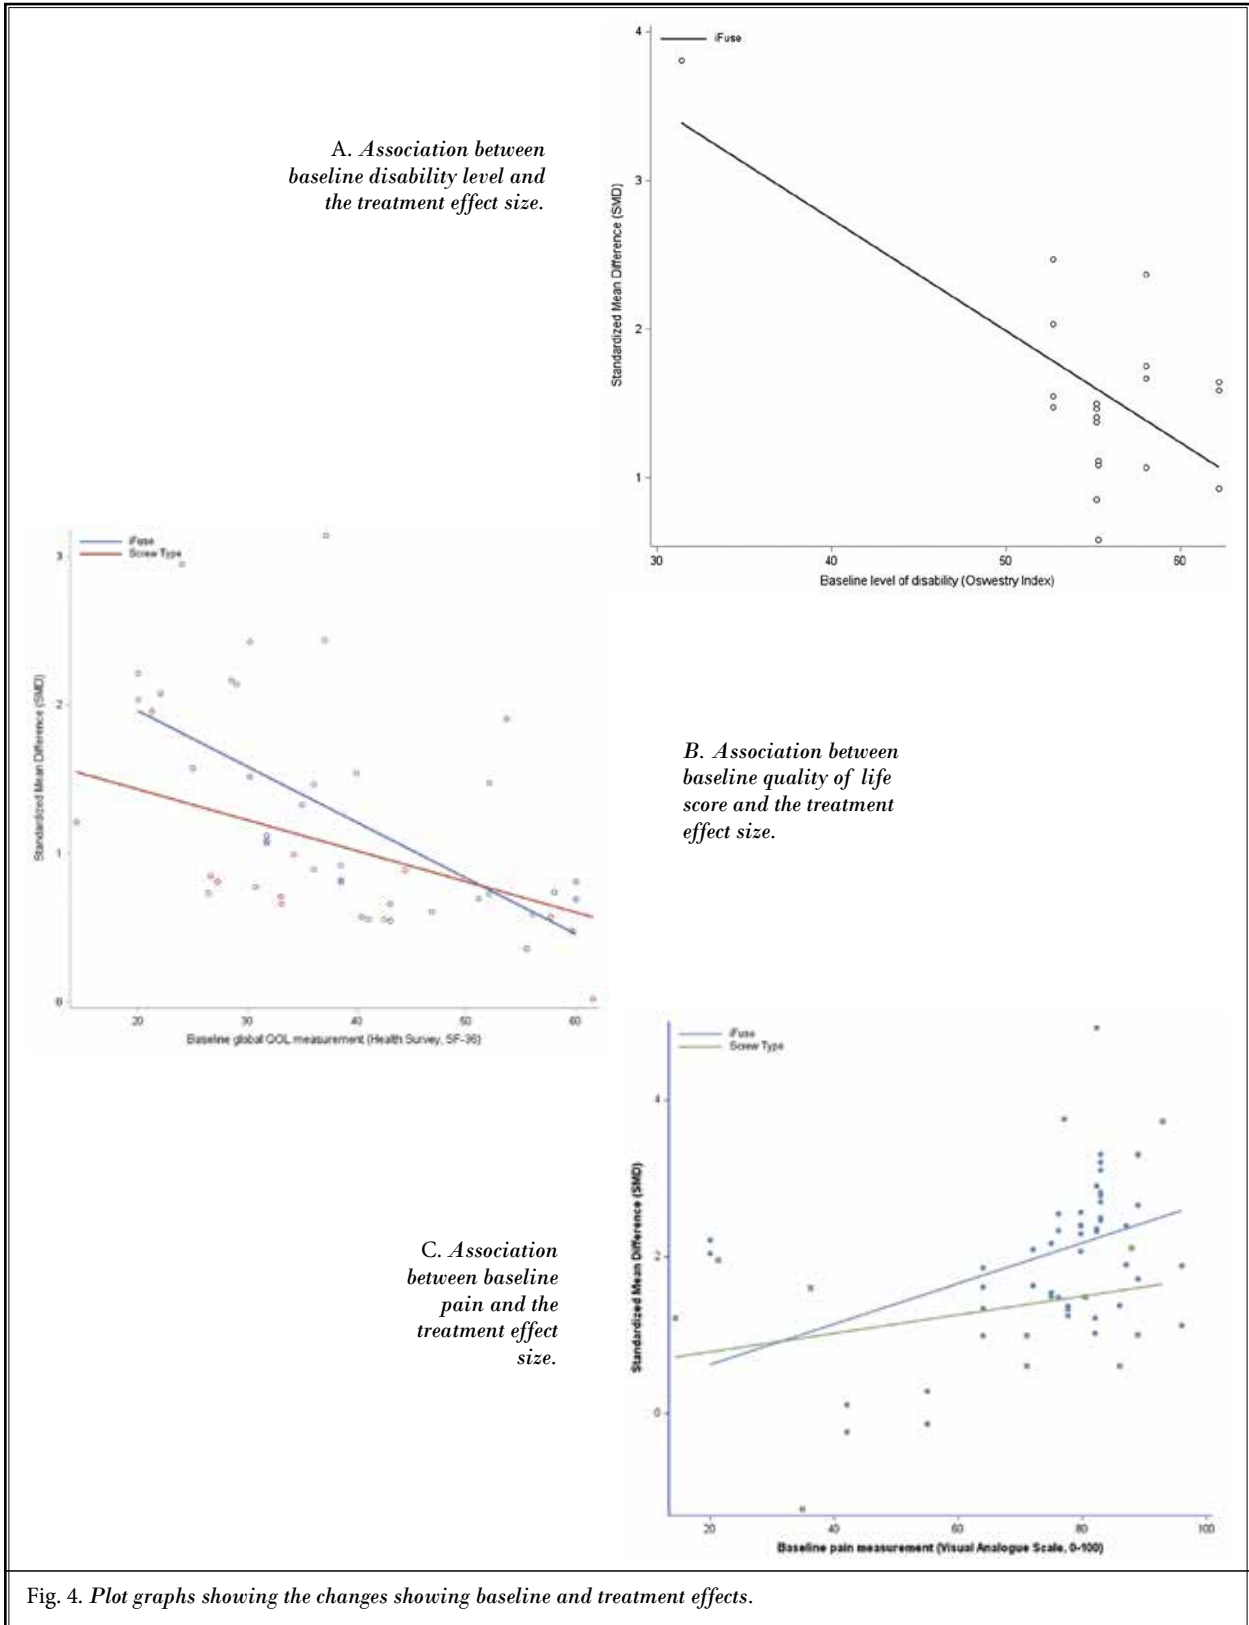 A. Association between
baseline disability level and
the treatment effect size.
4
3
2
1
Standardized Mean Difference (SMD)
iFuse
30 40 50 60
Baseline level of disability (Oswestry Index)
3
2
1
0
Standardized Mean Difference (SMD)
iFuse
Screw Type
20 30 40 50 60
Baseline global QOL measurement (Health Survey, SF-36)
B. Association between
baseline quality of life
score and the treatment
effect size.
C. Association
between baseline
pain and the
treatment effect
size.
4
2
0
Standardized Mean Difference (SMD)
iFuse
Screw Type
20 40 60 80 100
Baseline pain measurement (Visual Analogue Scale, 0-100)
Fig. 4. Plot graphs showing the changes showing baseline and treatment effects.